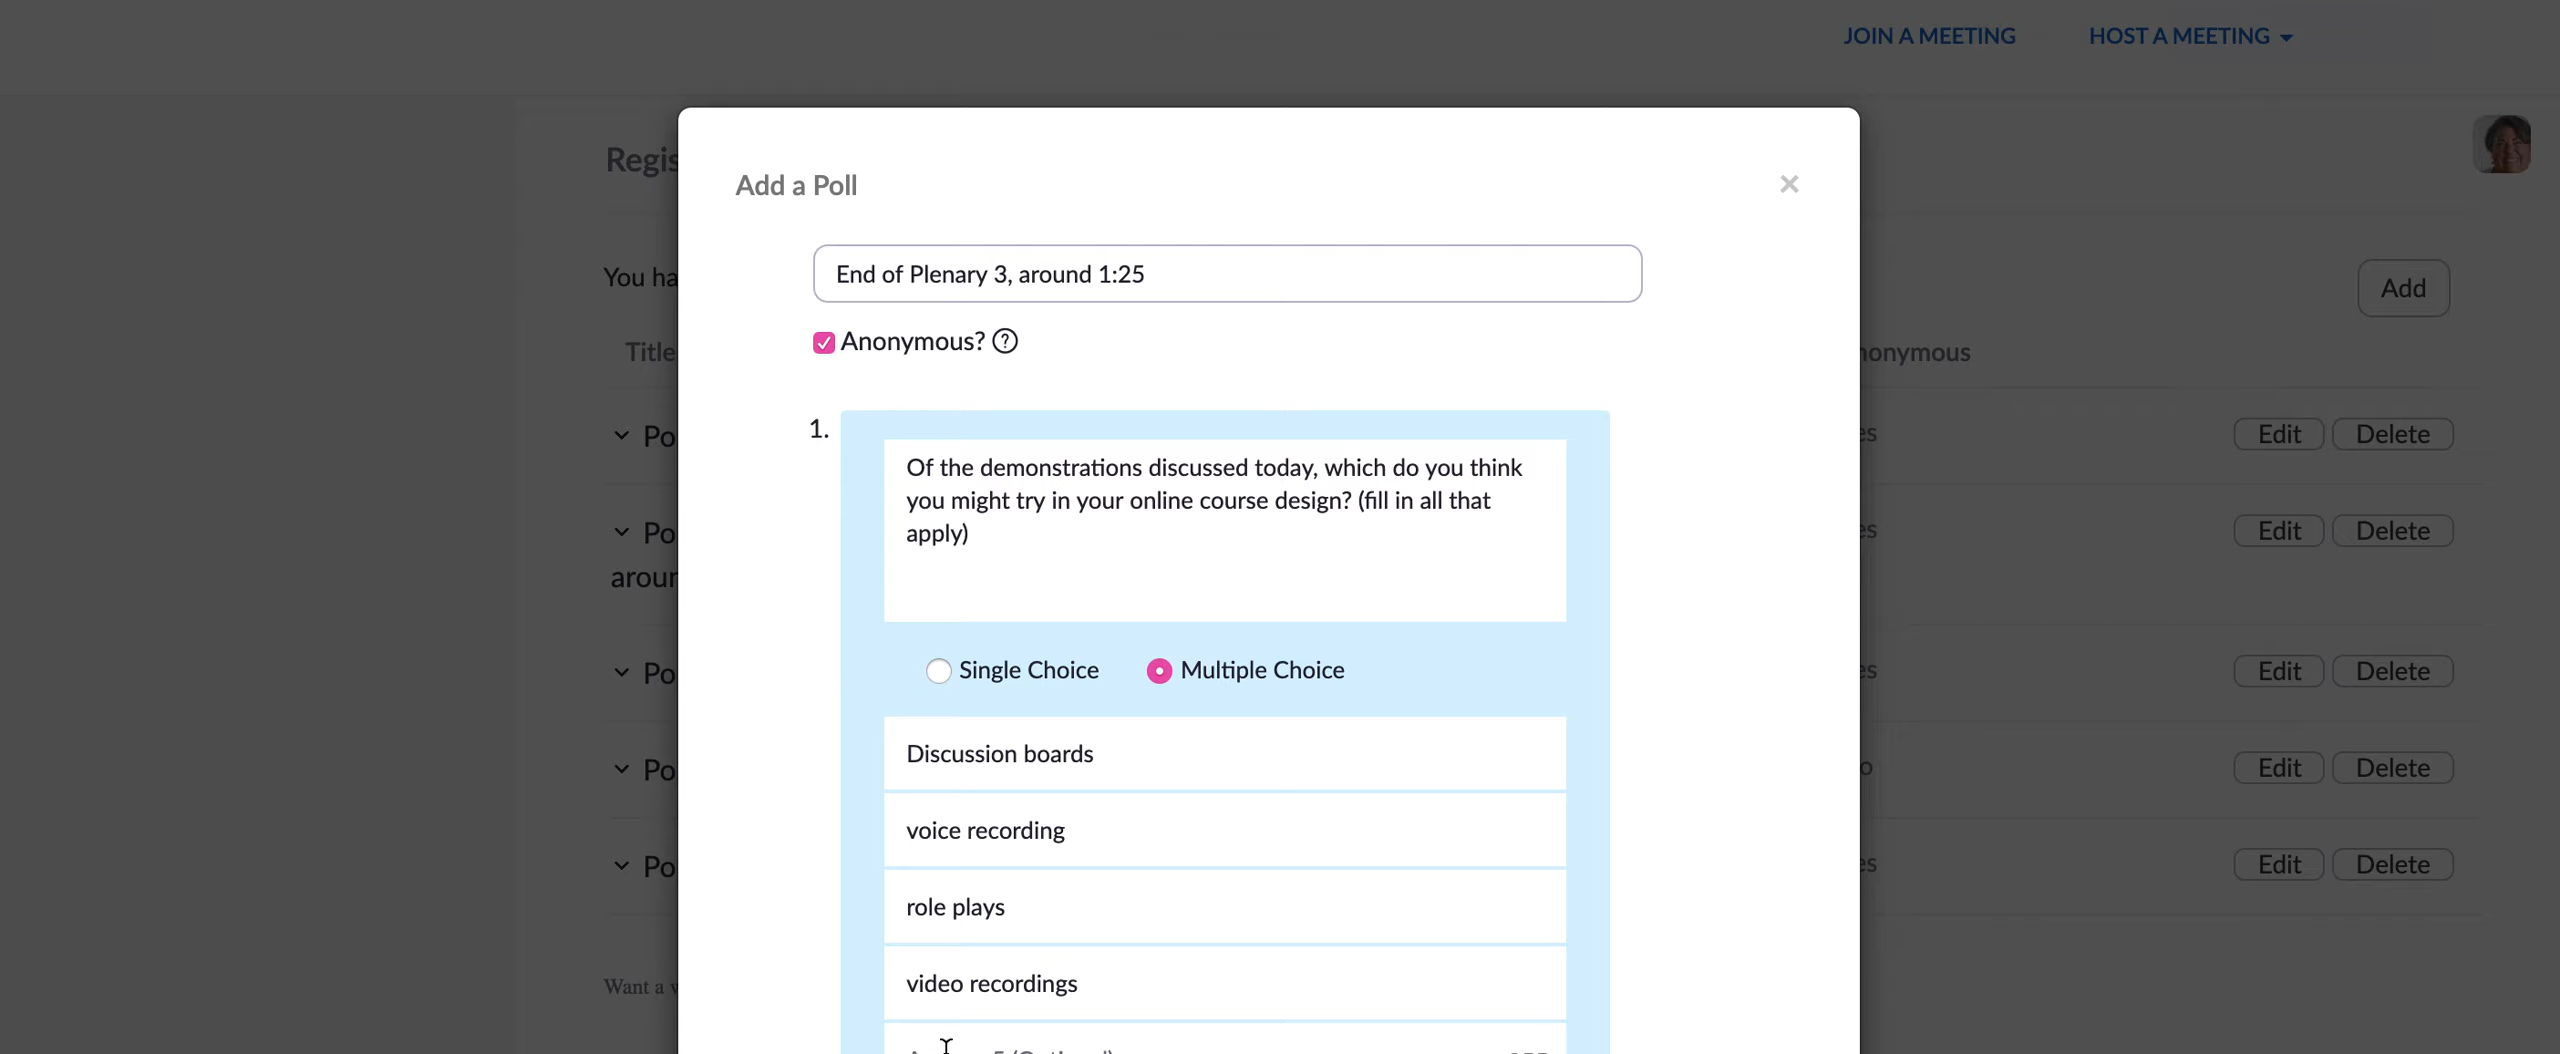 JOIN A MEETING
HOST A MEETING
Add a Poll
End of Plenary 3, around 1:25
You
Add
Anonymous?
Title
1.
Of the demonstrations discussed today, which do you think
you might try in your online course design? (fill in all that
apply)
Edit Delete
Edit Delete
Single Choice Multiple Choice
Edit Delete
Discussion boards
Edit Delete
voice recording
Edit Delete
role plays
video recordings
Want a